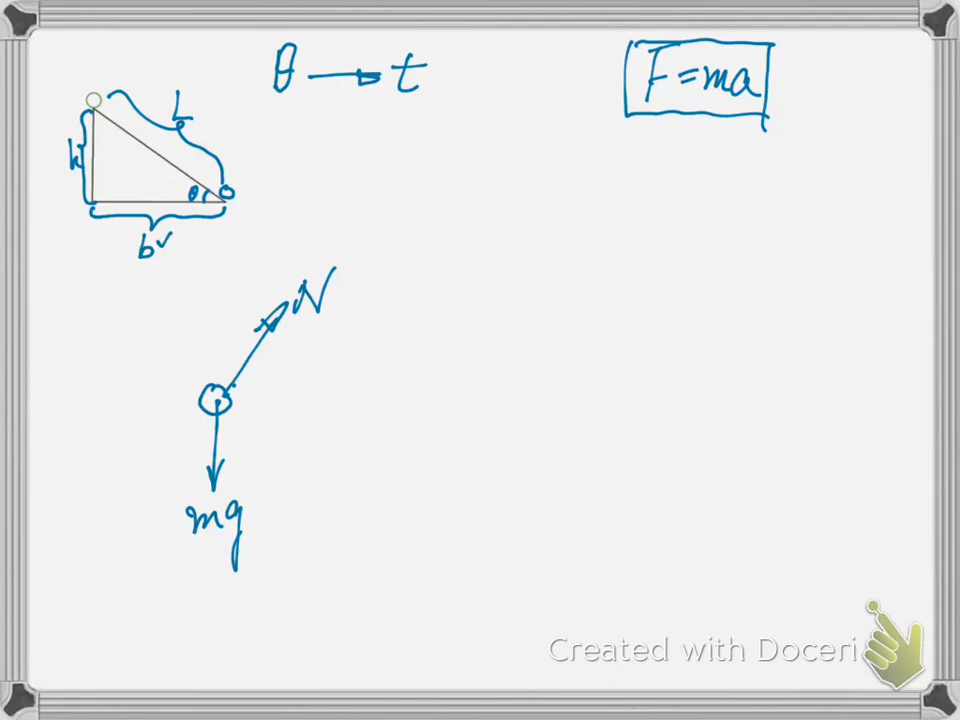 θ → t
F = ma
L
h
θ
b ✓
N
mg
Created with Doceri